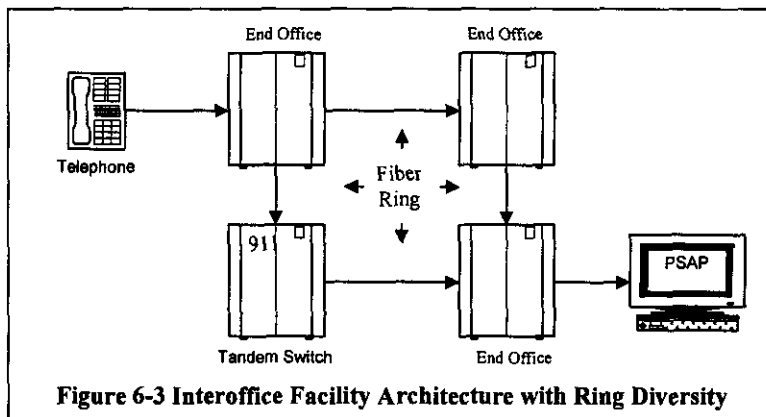 End Office
End Office
Telephone
Fiber
Ring
911
PSAP
Tandem Switch
End Office
Figure 6-3 Interoffice Facility Architecture with Ring Diversity